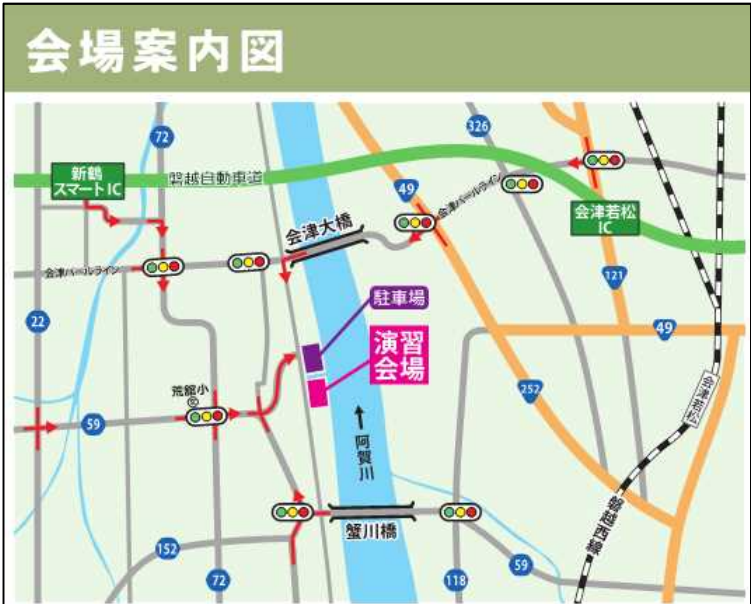 会場案内図
72
326
新鶴
スマートIC
磐越自動車道
49
会津パールライン
会津若松
IC
会津大橋
会津パールライン
121
駐車場
22
49
演習
会場
荒舘小
252
会津若松
59
阿賀川
磐越西線
蟹川橋
152
72
118
59